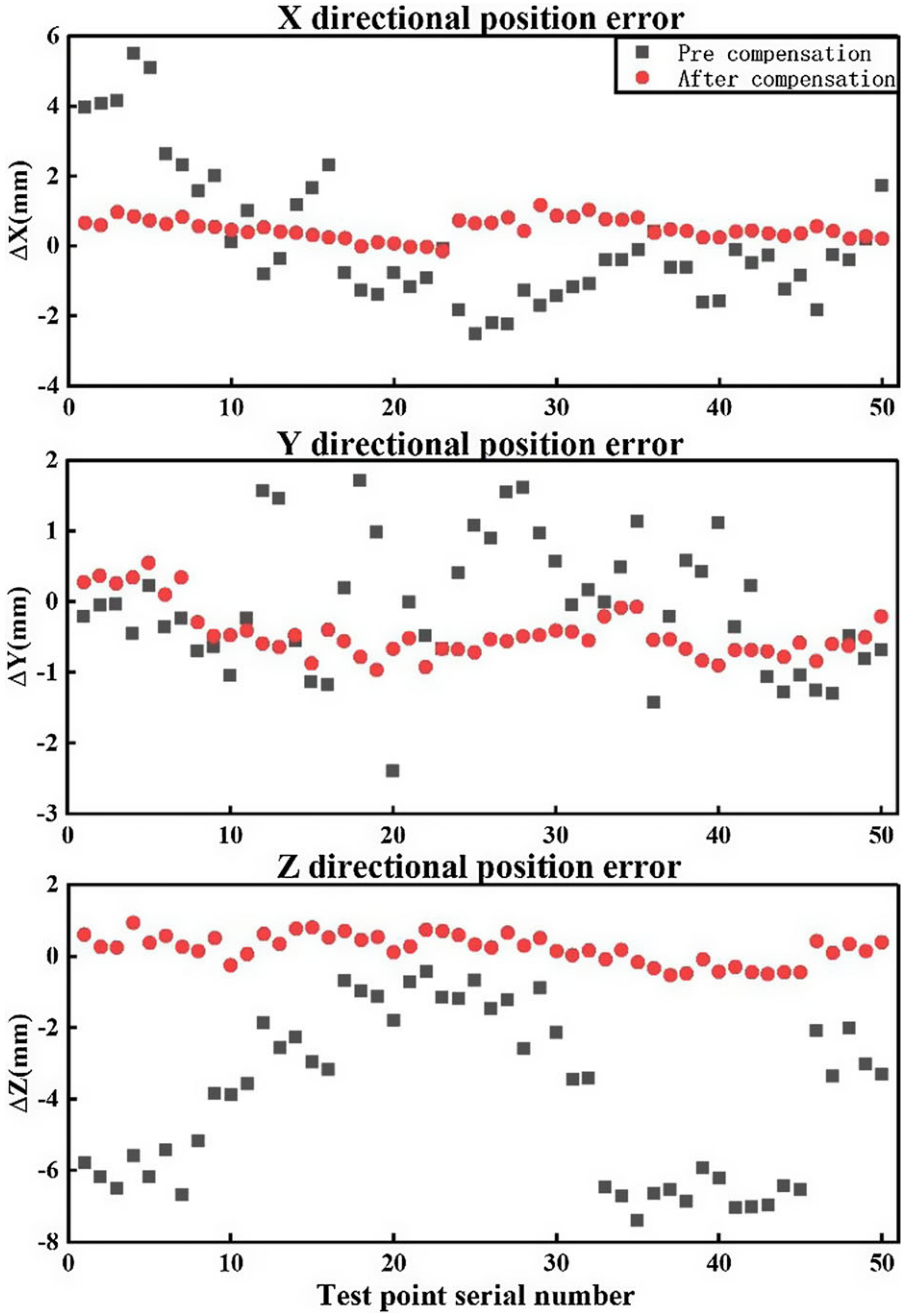 X directional position error
6
4
2
0
-2
-4
ΔX(mm)
Pre compensation
After compensation
0 10 20 30 40 50
Y directional position error
2
1
0
-1
-2
-3
ΔY(mm)
0 10 20 30 40 50
Z directional position error
2
0
-2
-4
-6
-8
ΔZ(mm)
0 10 20 30 40 50
Test point serial number